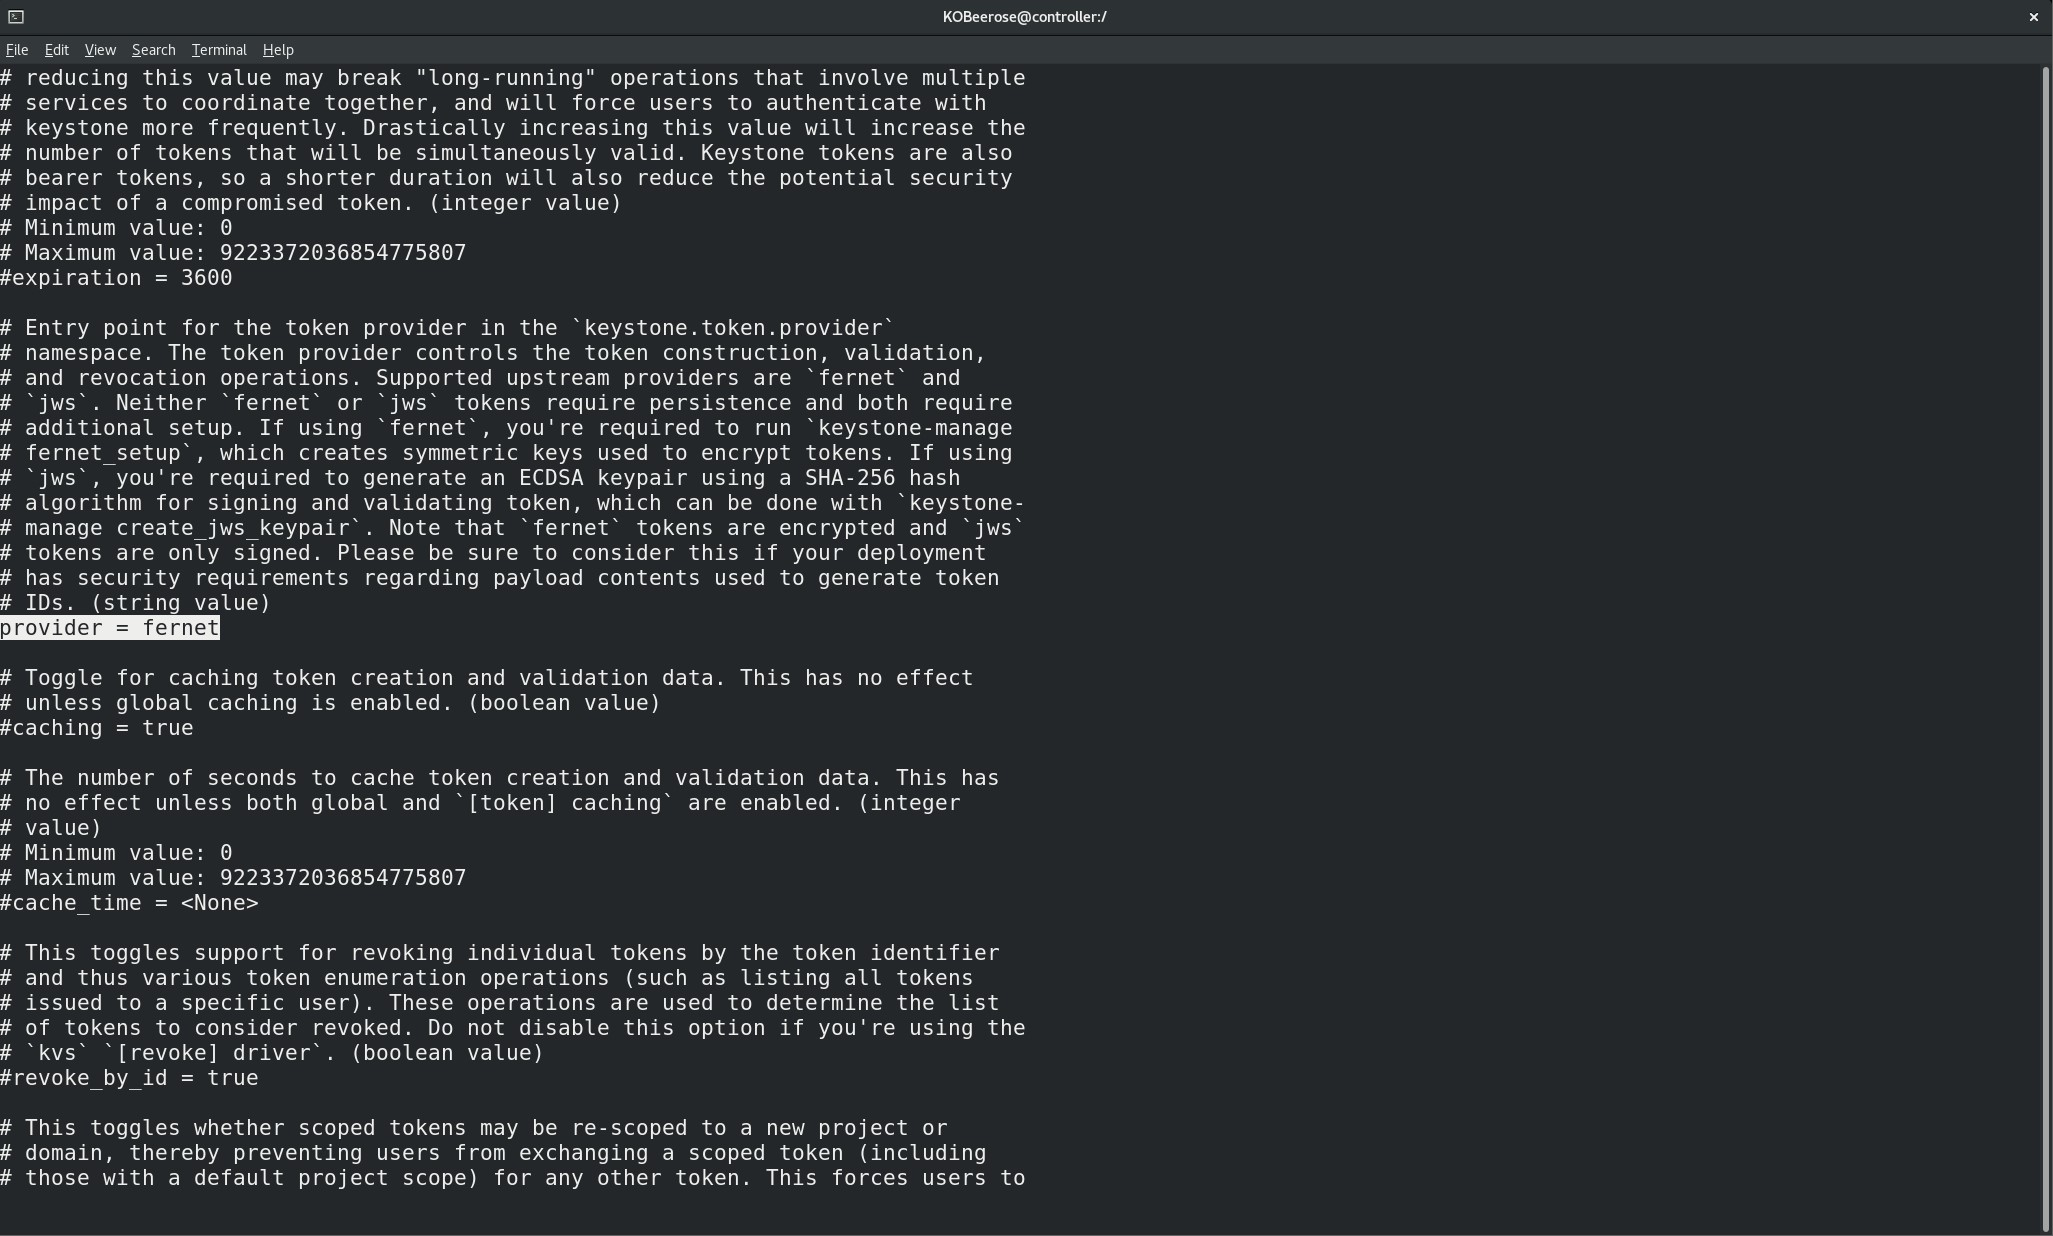 KOBeerose@controller:/
File Edit View Search Terminal Help
# reducing this value may break "long-running" operations that involve multiple
# services to coordinate together, and will force users to authenticate with
# keystone more frequently. Drastically increasing this value will increase the
# number of tokens that will be simultaneously valid. Keystone tokens are also
# bearer tokens, so a shorter duration will also reduce the potential security
# impact of a compromised token. (integer value)
# Minimum value: 0
# Maximum value: 9223372036854775807
#expiration = 3600

# Entry point for the token provider in the `keystone.token.provider`
# namespace. The token provider controls the token construction, validation,
# and revocation operations. Supported upstream providers are `fernet` and
# `jws`. Neither `fernet` or `jws` tokens require persistence and both require
# additional setup. If using `fernet`, you're required to run `keystone-manage
# fernet_setup`, which creates symmetric keys used to encrypt tokens. If using
# `jws`, you're required to generate an ECDSA keypair using a SHA-256 hash
# algorithm for signing and validating token, which can be done with `keystone-
# manage create_jws_keypair`. Note that `fernet` tokens are encrypted and `jws`
# tokens are only signed. Please be sure to consider this if your deployment
# has security requirements regarding payload contents used to generate token
# IDs. (string value)
provider = fernet

# Toggle for caching token creation and validation data. This has no effect
# unless global caching is enabled. (boolean value)
#caching = true

# The number of seconds to cache token creation and validation data. This has
# no effect unless both global and `[token] caching` are enabled. (integer
# value)
# Minimum value: 0
# Maximum value: 9223372036854775807
#cache_time = <None>

# This toggles support for revoking individual tokens by the token identifier
# and thus various token enumeration operations (such as listing all tokens
# issued to a specific user). These operations are used to determine the list
# of tokens to consider revoked. Do not disable this option if you're using the
# `kvs` `[revoke] driver`. (boolean value)
#revoke_by_id = true

# This toggles whether scoped tokens may be re-scoped to a new project or
# domain, thereby preventing users from exchanging a scoped token (including
# those with a default project scope) for any other token. This forces users to